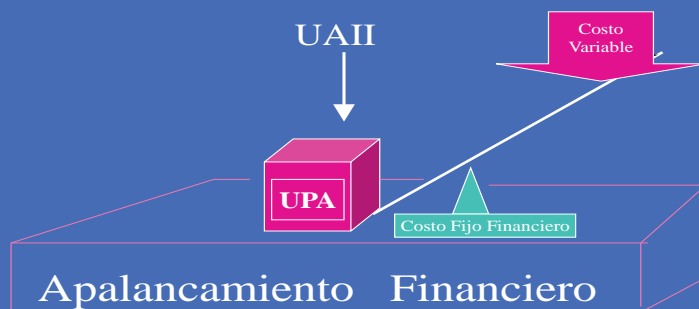 UAII
Costo
Variable
UPA
Costo Fijo Financiero
Apalancamiento Financiero